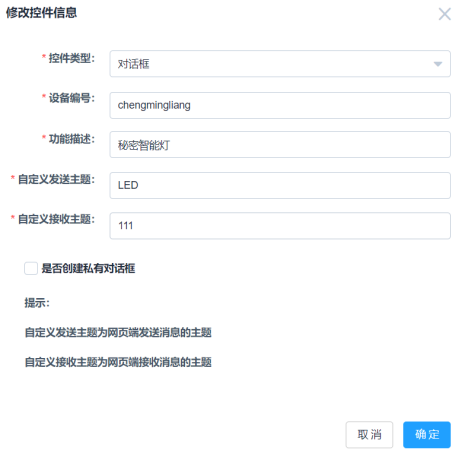 修改控件信息
* 控件类型： 对话框
* 设备编号： chengmingliang
* 功能描述： 秘密智能灯
* 自定义发送主题： LED
* 自定义接收主题： 111
是否创建私有对话框
提示：
自定义发送主题为网页端发送消息的主题
自定义接收主题为网页端接收消息的主题
取消 确定